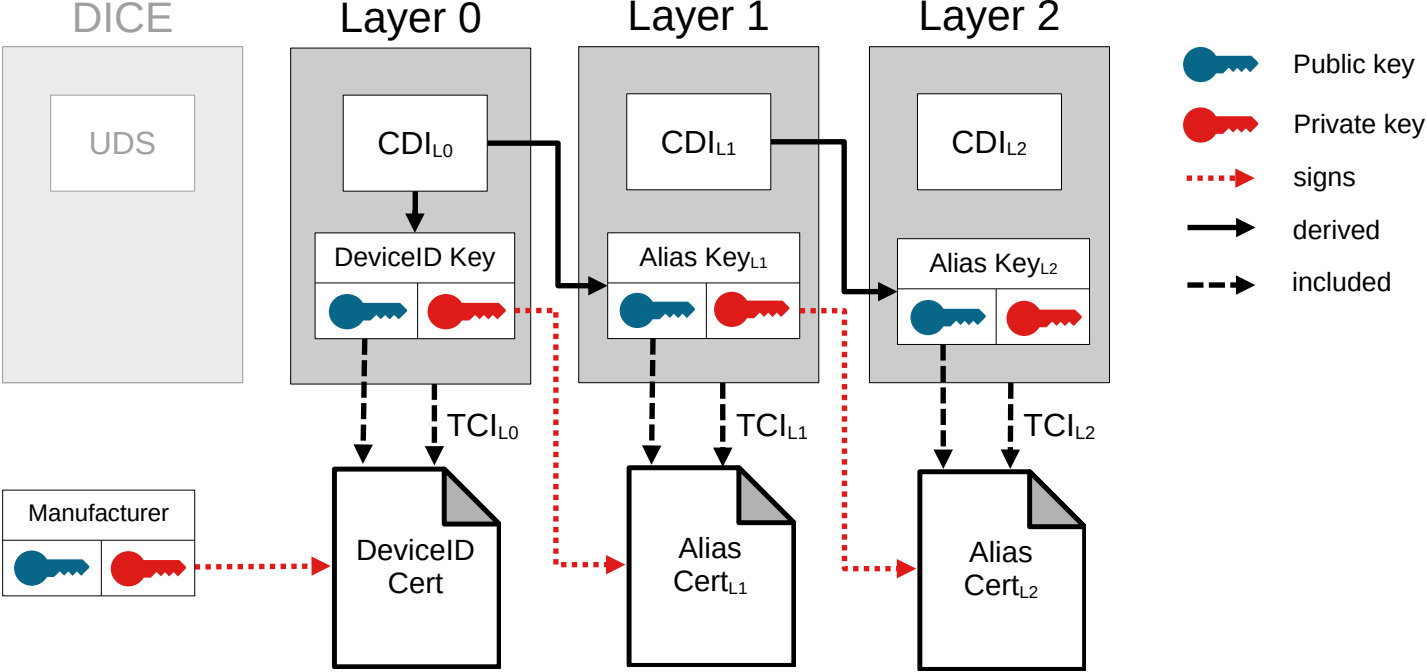 DICE
Layer 0
Layer 1
Layer 2
UDS
CDIL0
CDIL1
CDIL2
DeviceID Key
Alias KeyL1
Alias KeyL2
TCIL0
TCIL1
TCIL2
Manufacturer
DeviceID
Cert
Alias
CertL1
Alias
CertL2
Public key
Private key
signs
derived
included